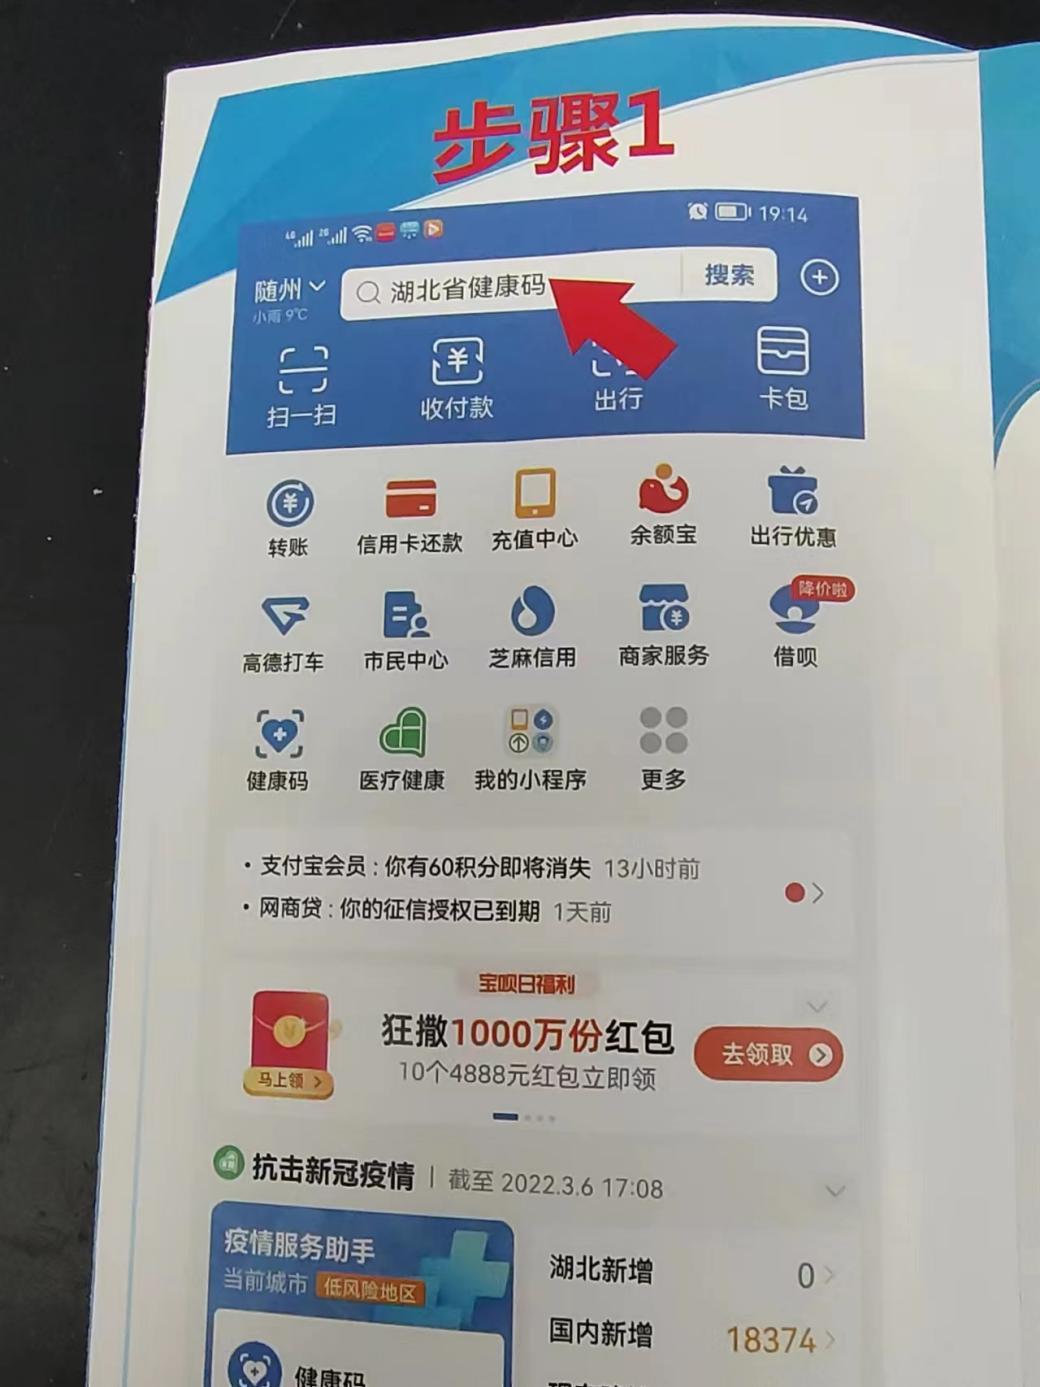 步骤1
4G 2G 19:14
随州 湖北省健康码 搜索
小雨 9℃
扫一扫 收付款 出行 卡包
转账 信用卡还款 充值中心 余额宝 出行优惠
降价啦
高德打车 市民中心 芝麻信用 商家服务 借呗
健康码 医疗健康 我的小程序 更多
· 支付宝会员：你有60积分即将消失 13小时前
· 网商贷：你的征信授权已到期 1天前
宝呗日福利
狂撒1000万份红包
去领取
10个4888元红包立即领
马上领
抗击新冠疫情 | 截至 2022.3.6 17:08
疫情服务助手
当前城市 低风险地区
湖北新增 0
国内新增 18374
健康码